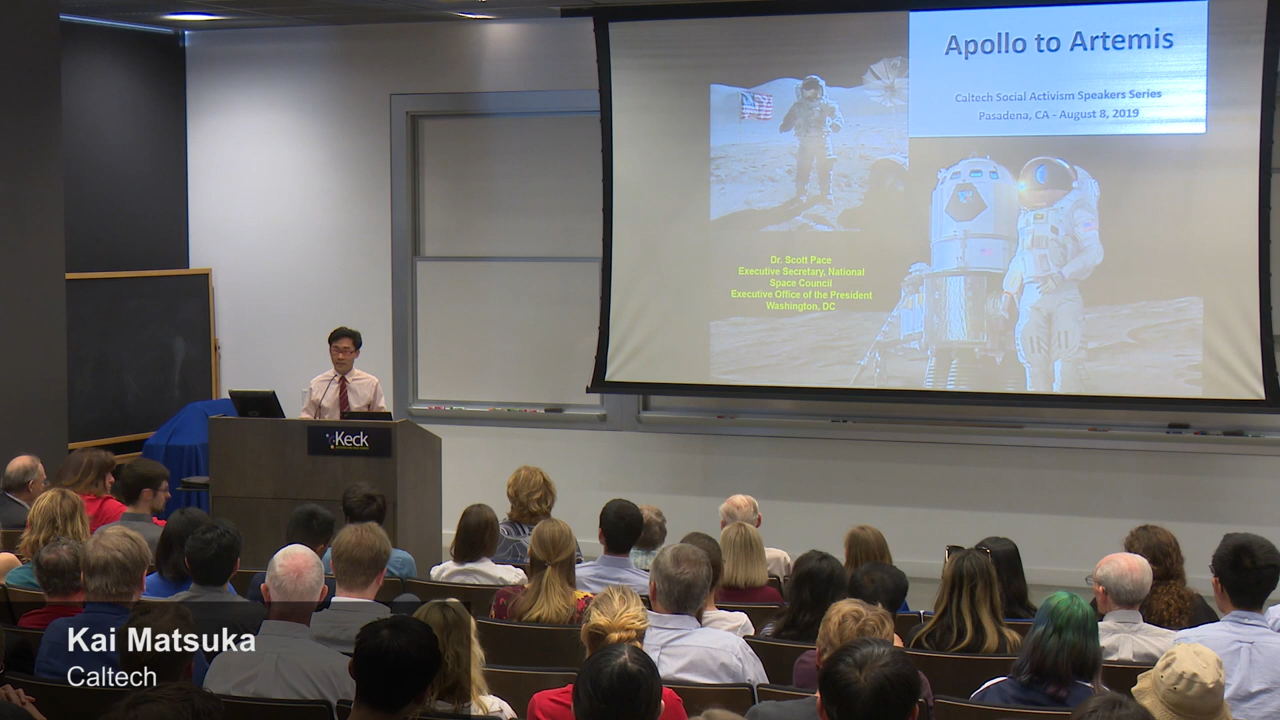 Apollo to Artemis
Caltech Social Activism Speakers Series
Pasadena, CA - August 8, 2019
Dr. Scott Pace
Executive Secretary, National
Space Council
Executive Office of the President
Washington, DC
Keck
Kai Matsuka
Caltech